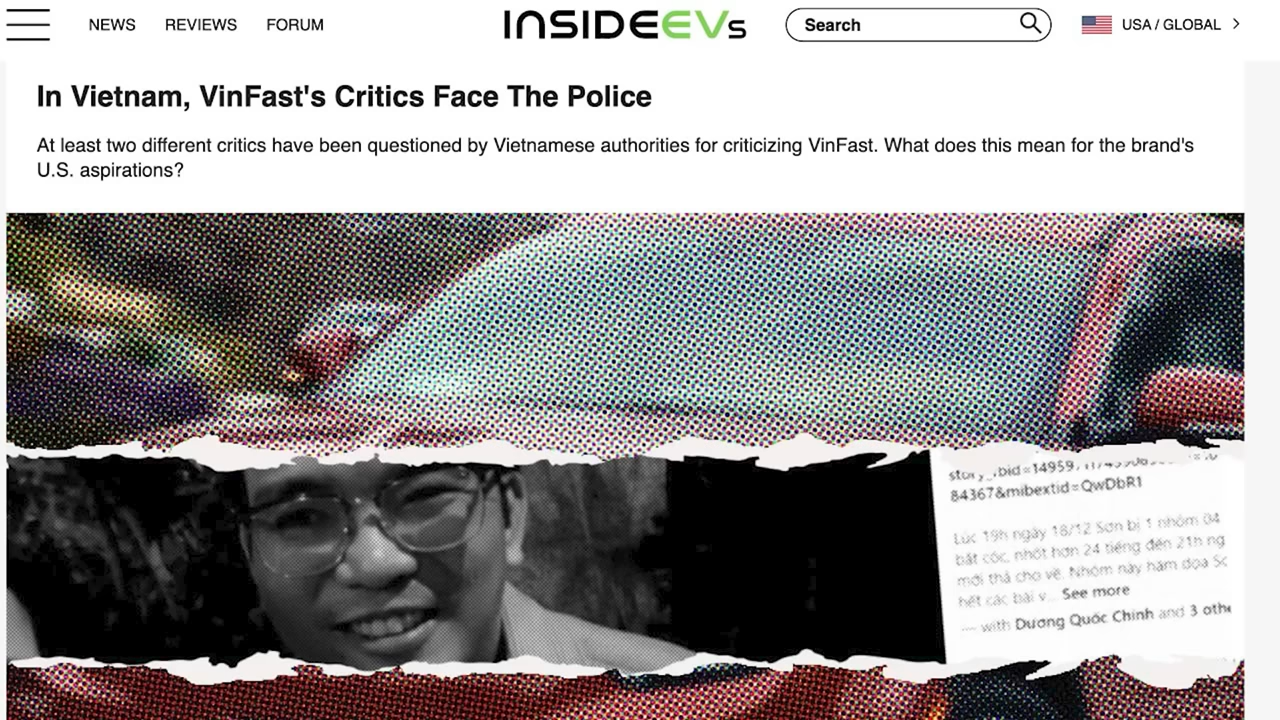 NEWS REVIEWS FORUM INSIDEEVs Search USA / GLOBAL
In Vietnam, VinFast's Critics Face The Police
At least two different critics have been questioned by Vietnamese authorities for criticizing VinFast. What does this mean for the brand's
U.S. aspirations?
84367&mibextid=QwDbR1
Lúc 19h ngày 18/12 Sơn bị 1 nhóm 04
bắt cóc, nhốt hơn 24 tiếng đến 21h ng
mới thả cho về. Nhóm này hăm dọa Sơ
hết các bài v... See more
— with Dương Quốc Chính and 3 othe